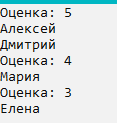 Оценка: 5
Алексей
Дмитрий
Оценка: 4
Мария
Оценка: 3
Елена